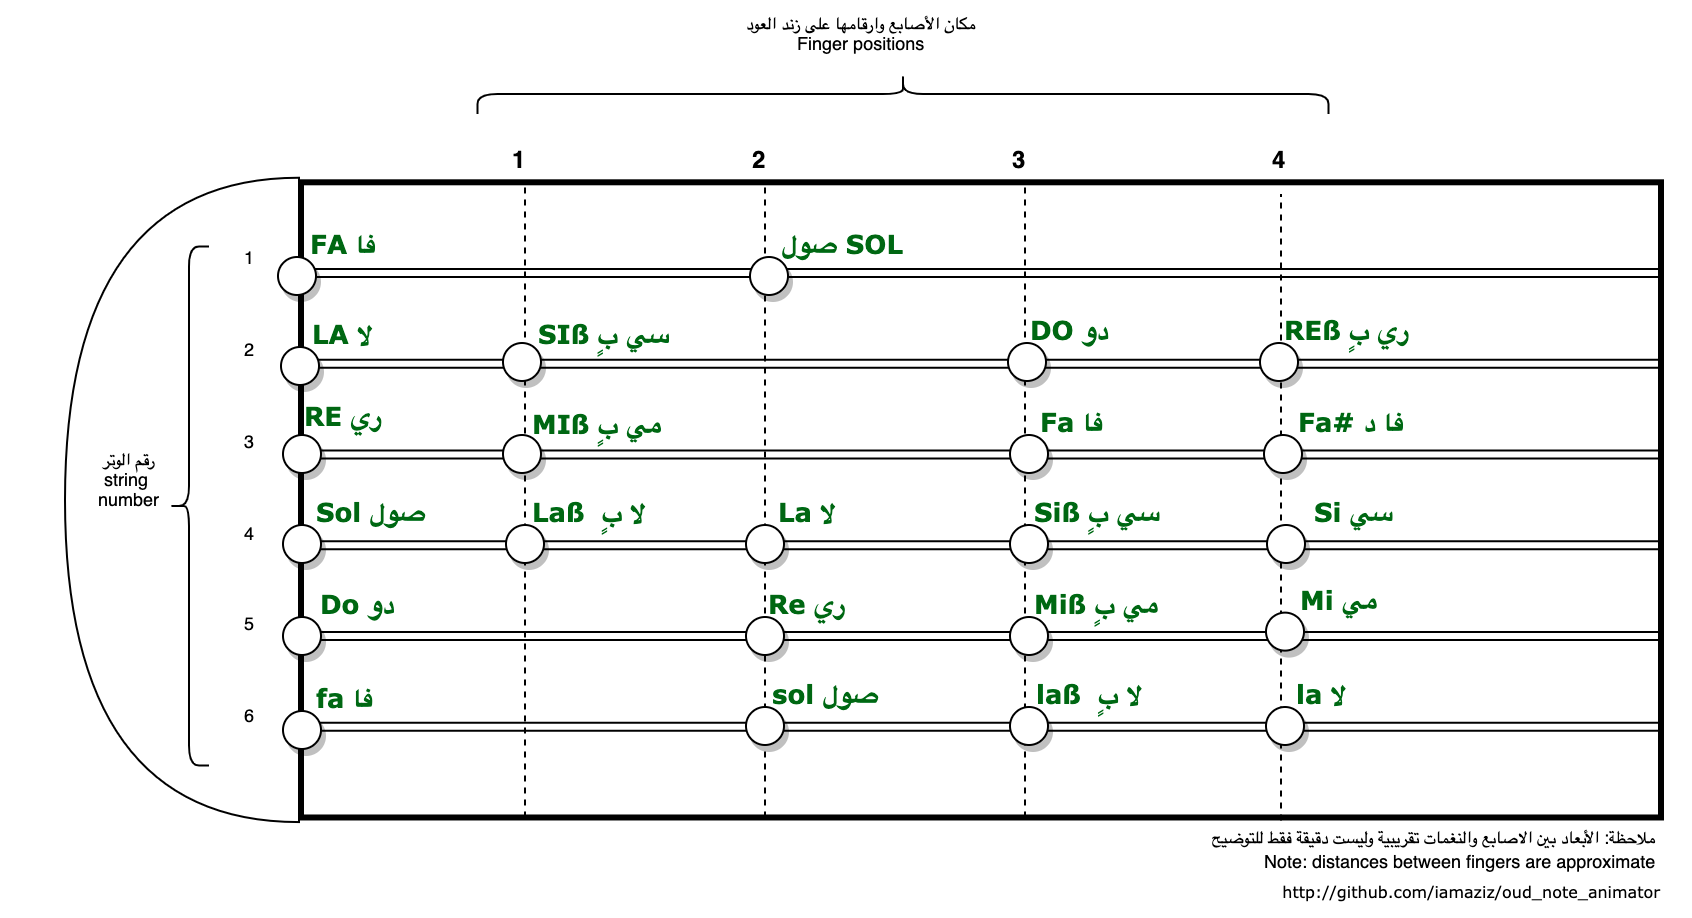 مكان الأصابع وارقامها على زند العود
Finger positions
1 2 3 4
1 FA فا صول SOL
2 LA لا SIß سي بٍ DO دو REß ري بٍ
3 RE ري MIß مي بٍ Fa فا Fa# فا د
رقم الوتر
string
number
4 Sol صول Laß لا بٍ La لا Siß سي بٍ Si سي
5 Do دو Re ري Miß مي بٍ Mi مي
6 fa فا sol صول laß لا بٍ la لا
ملاحظة: الأبعاد بين الاصابع والنغمات تقريبية وليست دقيقة فقط للتوضيح
Note: distances between fingers are approximate
http://github.com/iamaziz/oud_note_animator